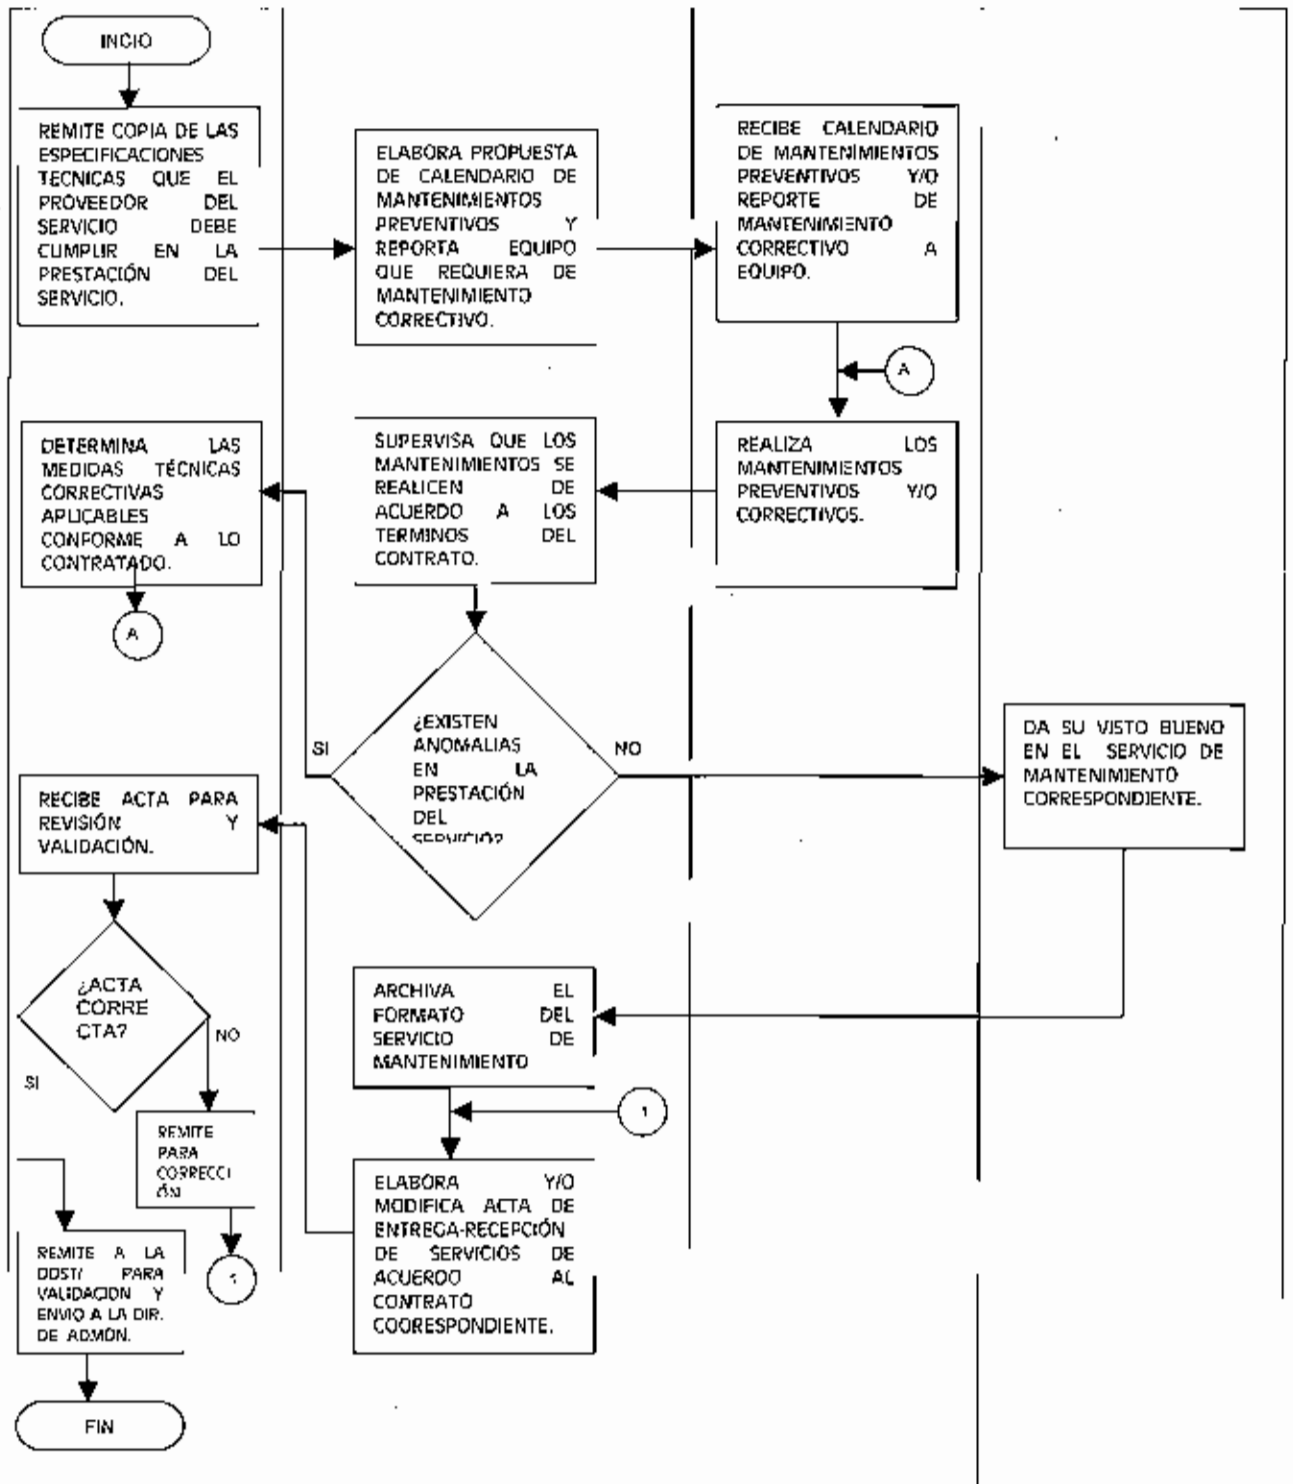 INCIO
REMITE COPIA DE LAS
ESPECIFICACIONES
TECNICAS QUE EL
PROVEEDOR DEL
SERVICIO DEBE
CUMPLIR EN LA
PRESTACIÓN DEL
SERVICIO.
ELABORA PROPUESTA
DE CALENDARIO DE
MANTENIMIENTOS
PREVENTIVOS Y
REPORTA EQUIPO
QUE REQUIERA DE
MANTENIMIENTO
CORRECTIVO.
RECIBE CALENDARIO
DE MANTENIMIENTOS
PREVENTIVOS Y/O
REPORTE DE
MANTENIMIENTO
CORRECTIVO A
EQUIPO.
A
DETERMINA LAS
MEDIDAS TÉCNICAS
CORRECTIVAS
APLICABLES
CONFORME A LO
CONTRATADO.
SUPERVISA QUE LOS
MANTENIMIENTOS SE
REALICEN DE
ACUERDO A LOS
TERMINOS DEL
CONTRATO.
REALIZA LOS
MANTENIMIENTOS
PREVENTIVOS Y/O
CORRECTIVOS.
A
SI
¿EXISTEN
ANOMALIAS
EN LA
PRESTACIÓN
DEL
SERVICIO?
NO
DA SU VISTO BUENO
EN EL SERVICIO DE
MANTENIMIENTO
CORRESPONDIENTE.
RECIBE ACTA PARA
REVISIÓN Y
VALIDACIÓN.
¿ACTA
CORRE
CTA?
NO
SI
ARCHIVA EL
FORMATO DEL
SERVICIO DE
MANTENIMIENTO
1
REMITE
PARA
CORRECCI
ÓN
ELABORA Y/O
MODIFICA ACTA DE
ENTREGA-RECEPCIÓN
DE SERVICIOS DE
ACUERDO AL
CONTRATO
COORESPONDIENTE.
REMITE A LA
DDSTI PARA
VALIDACION Y
ENVIO A LA DIR.
DE ADMÓN.
1
FIN